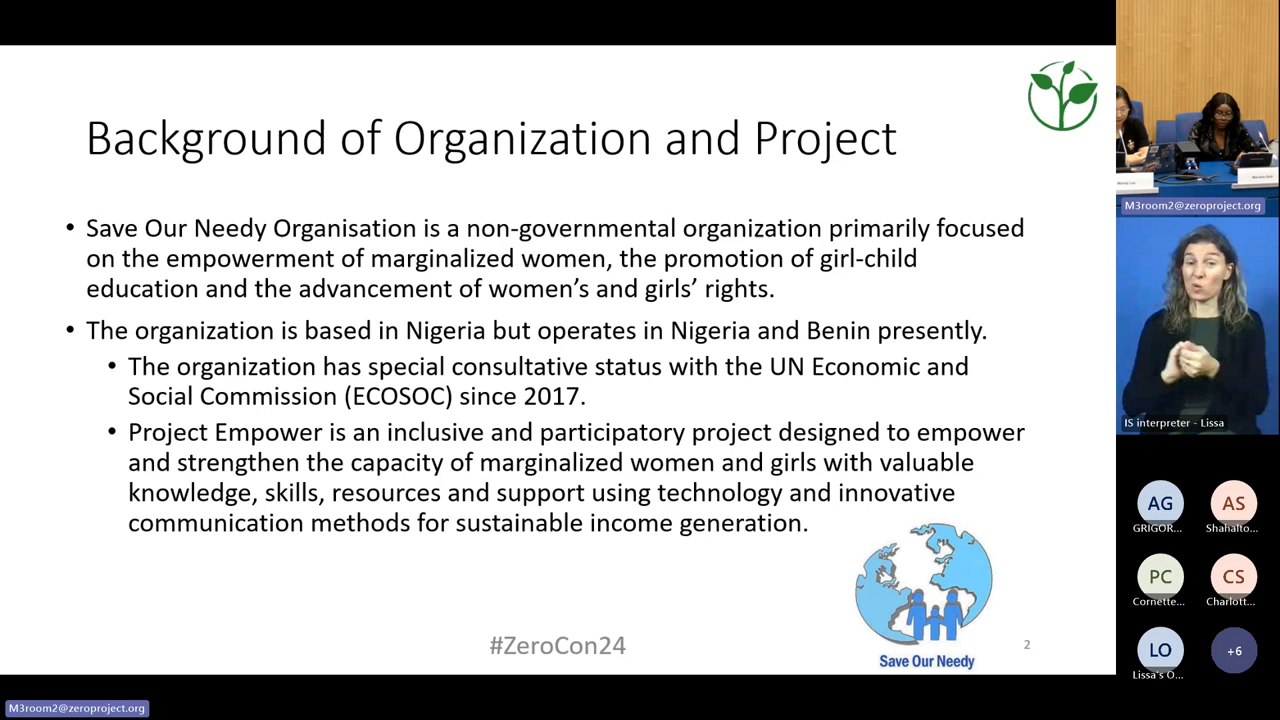 Background of Organization and Project
• Save Our Needy Organisation is a non-governmental organization primarily focused
on the empowerment of marginalized women, the promotion of girl-child
education and the advancement of women’s and girls’ rights.
• The organization is based in Nigeria but operates in Nigeria and Benin presently.
• The organization has special consultative status with the UN Economic and
Social Commission (ECOSOC) since 2017.
• Project Empower is an inclusive and participatory project designed to empower
and strengthen the capacity of marginalized women and girls with valuable
knowledge, skills, resources and support using technology and innovative
communication methods for sustainable income generation.
Save Our Needy
#ZeroCon24
2
M3room2@zeroproject.org
IS interpreter - Lissa
AG
GRIGOR...
AS
Shahalto...
PC
Cornette...
CS
Charlott...
LO
Lissa's O...
+6
M3room2@zeroproject.org